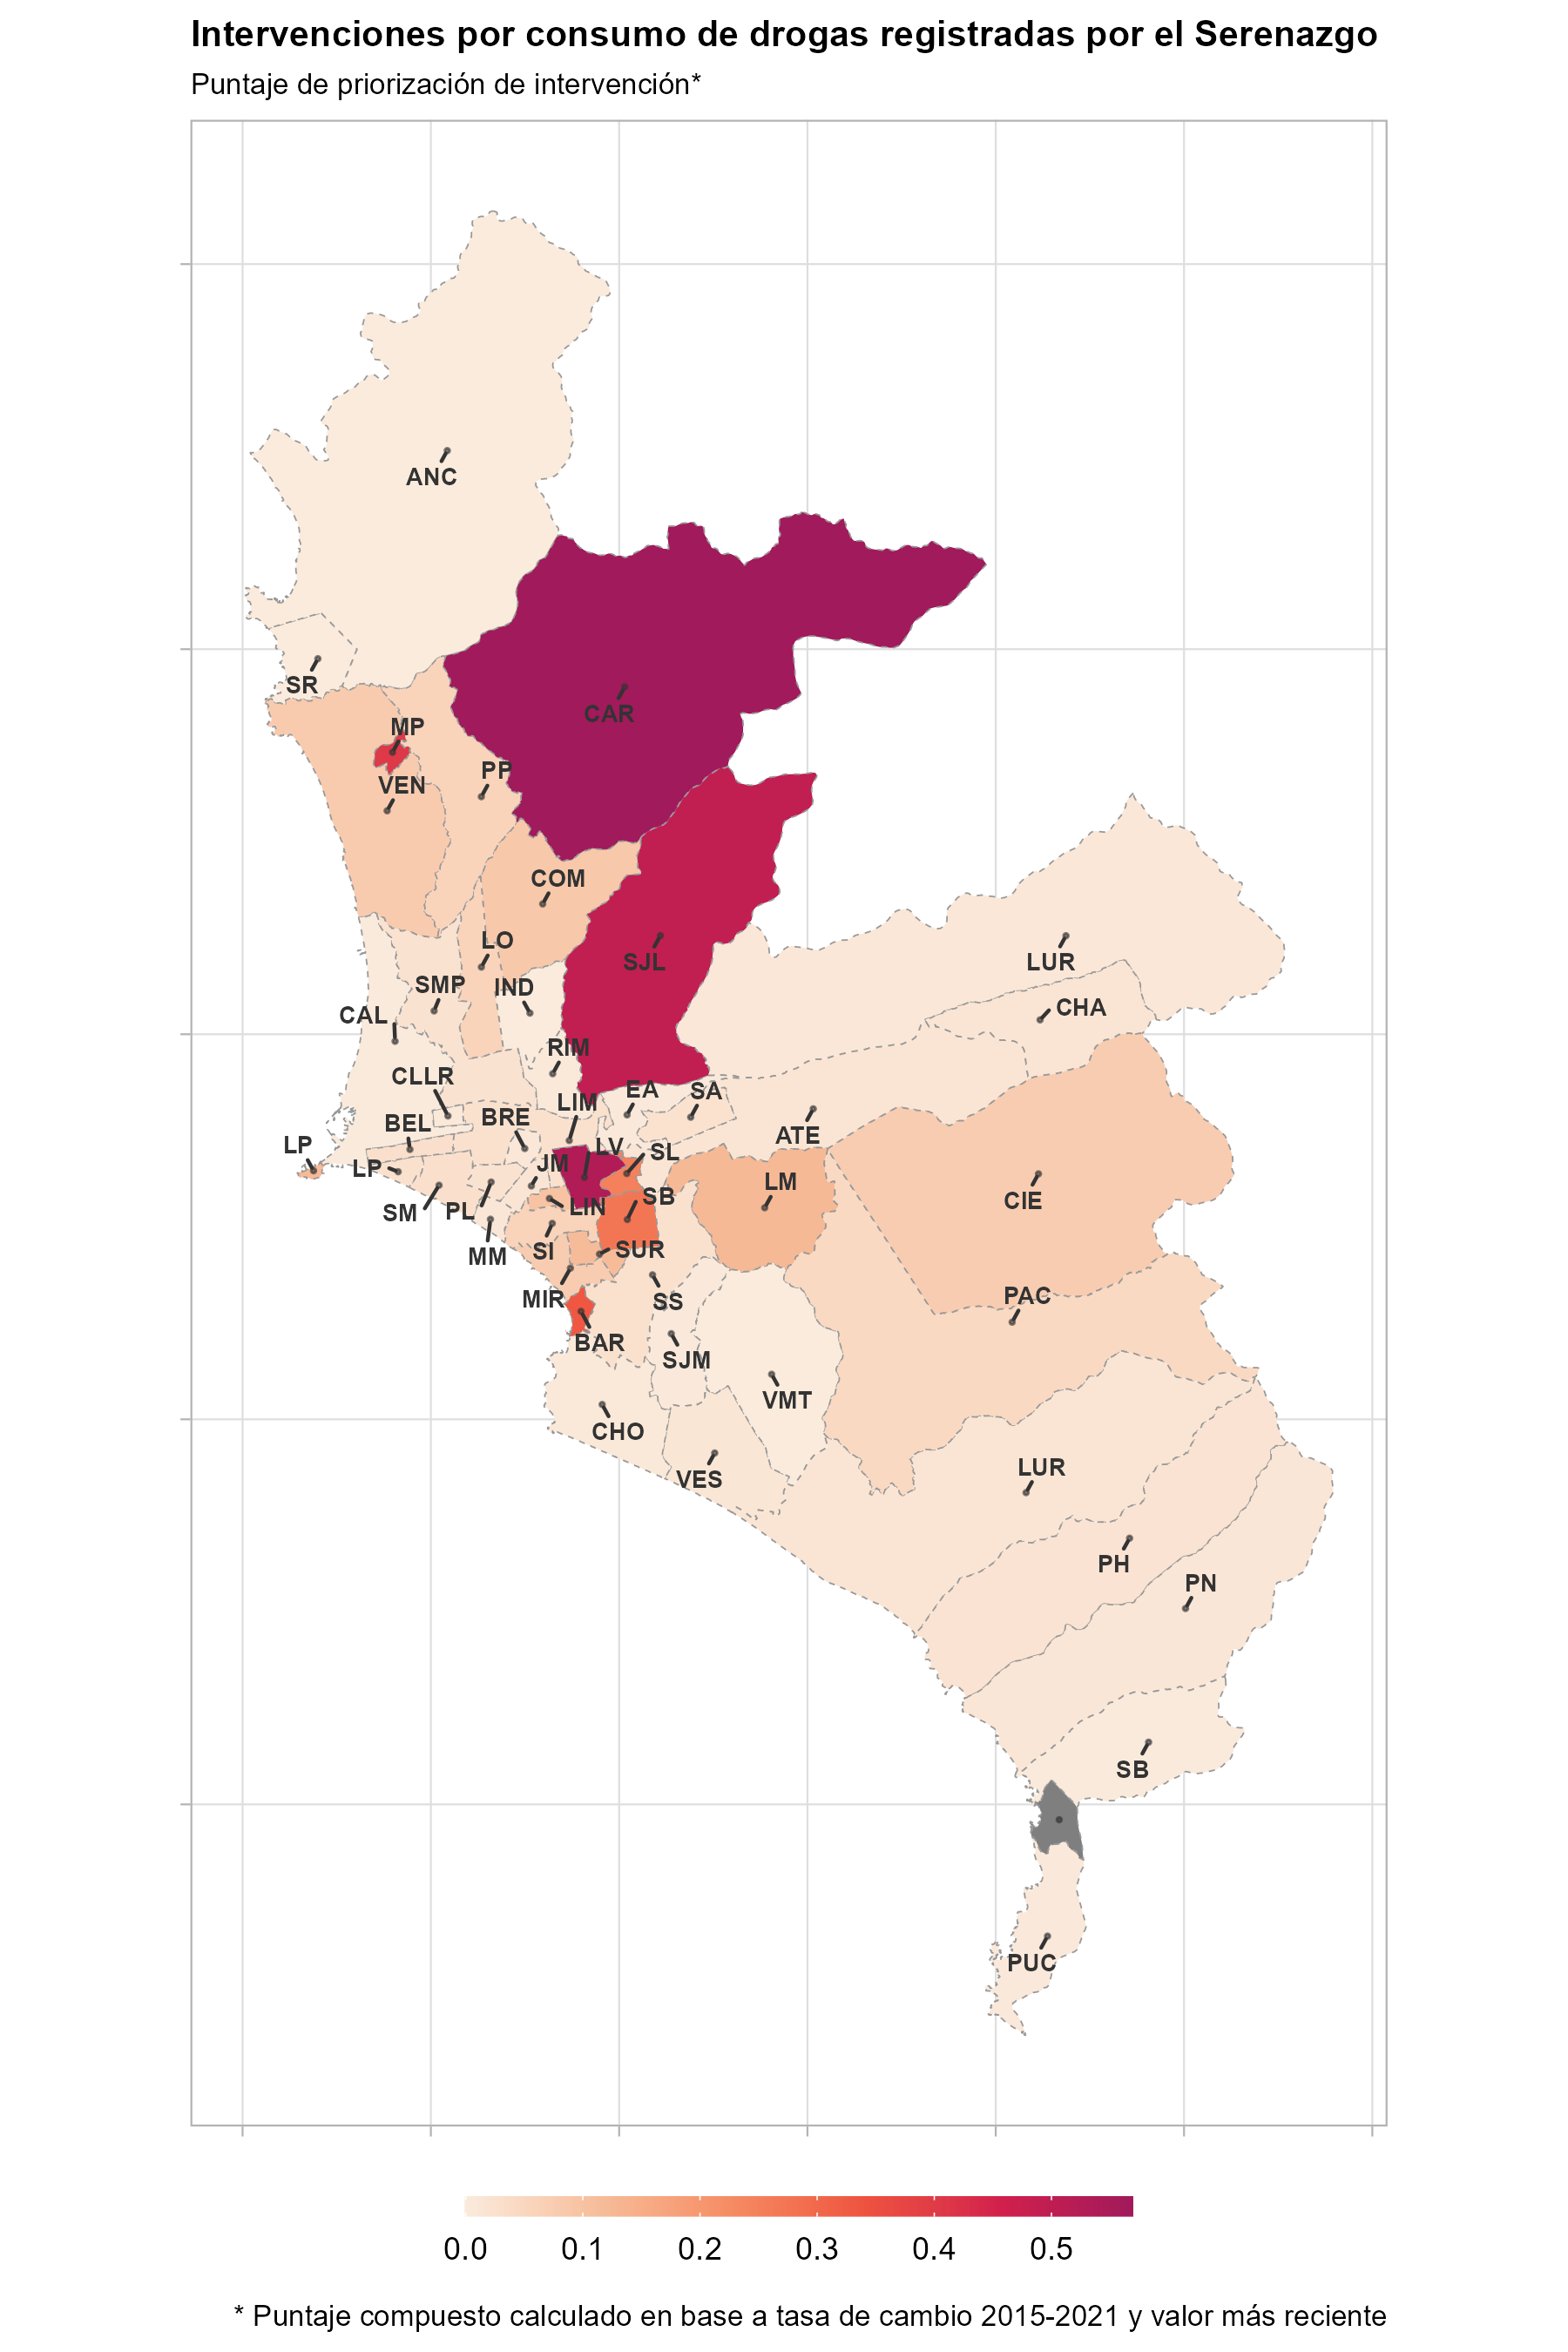 Intervenciones por consumo de drogas registradas por el Serenazgo
Puntaje de priorización de intervención*
ANC
SR
CAR
MP
PP
VEN
COM
LO
SJL
LUR
SMP
IND
CHA
CAL
RIM
CLLR
EA
SA
LIM
BEL
BRE
ATE
LP
LV
SL
LP
JM
LM
SB
CIE
SM
PL
LIN
MM
SI
SUR
MIR
SS
PAC
BAR
SJM
VMT
CHO
VES
LUR
PH
PN
SB
PUC
0.0 0.1 0.2 0.3 0.4 0.5
* Puntaje compuesto calculado en base a tasa de cambio 2015-2021 y valor más reciente